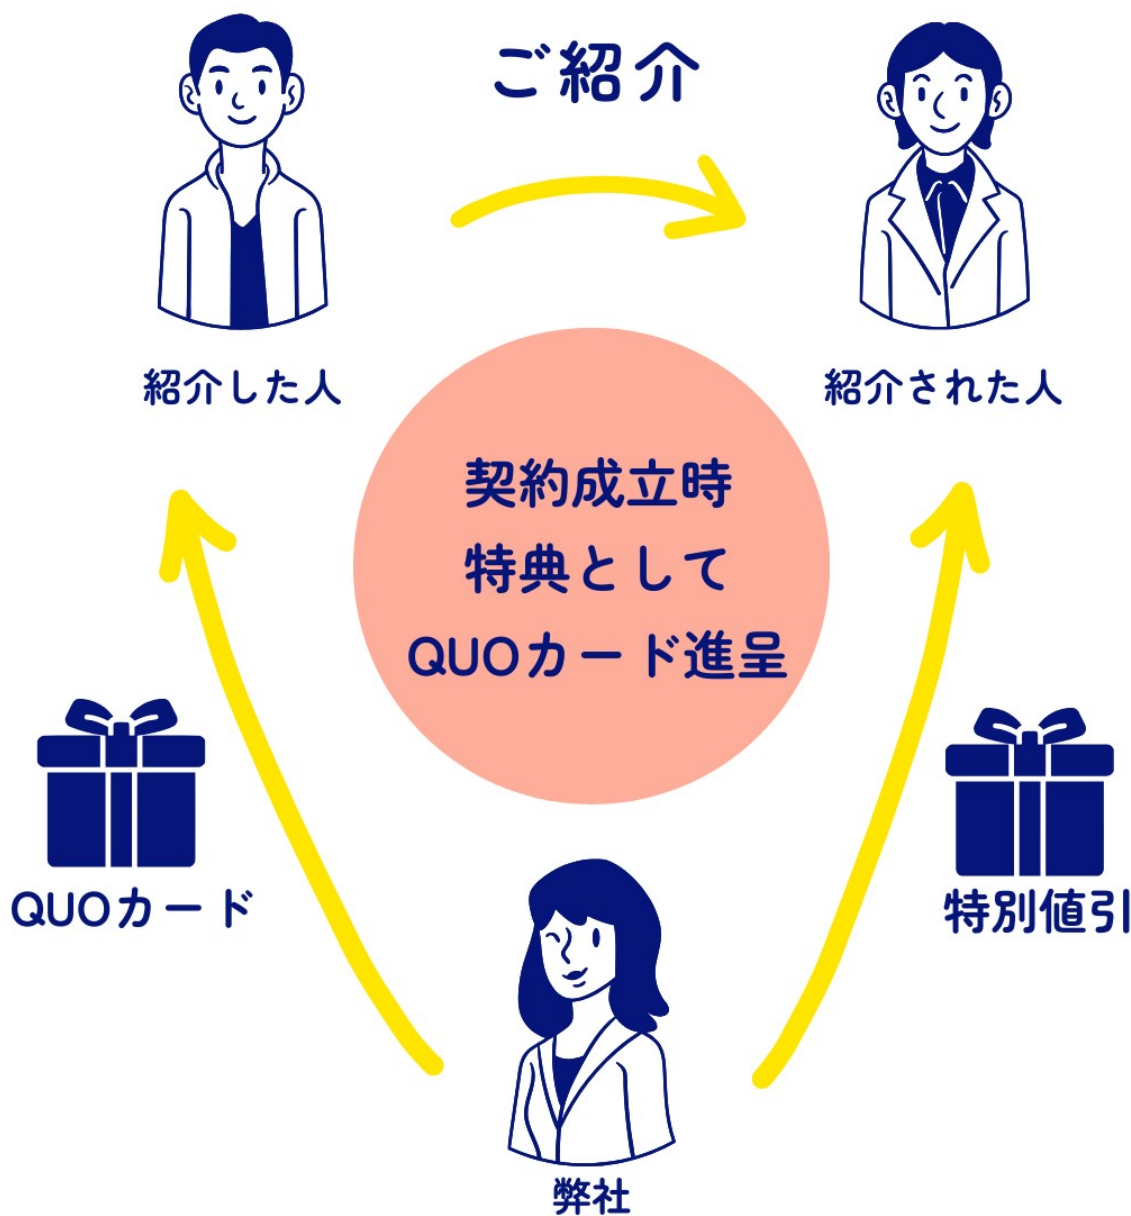 ご紹介
紹介した人
紹介された人
契約成立時
特典として
QUOカード進呈
QUOカード
特別値引
弊社